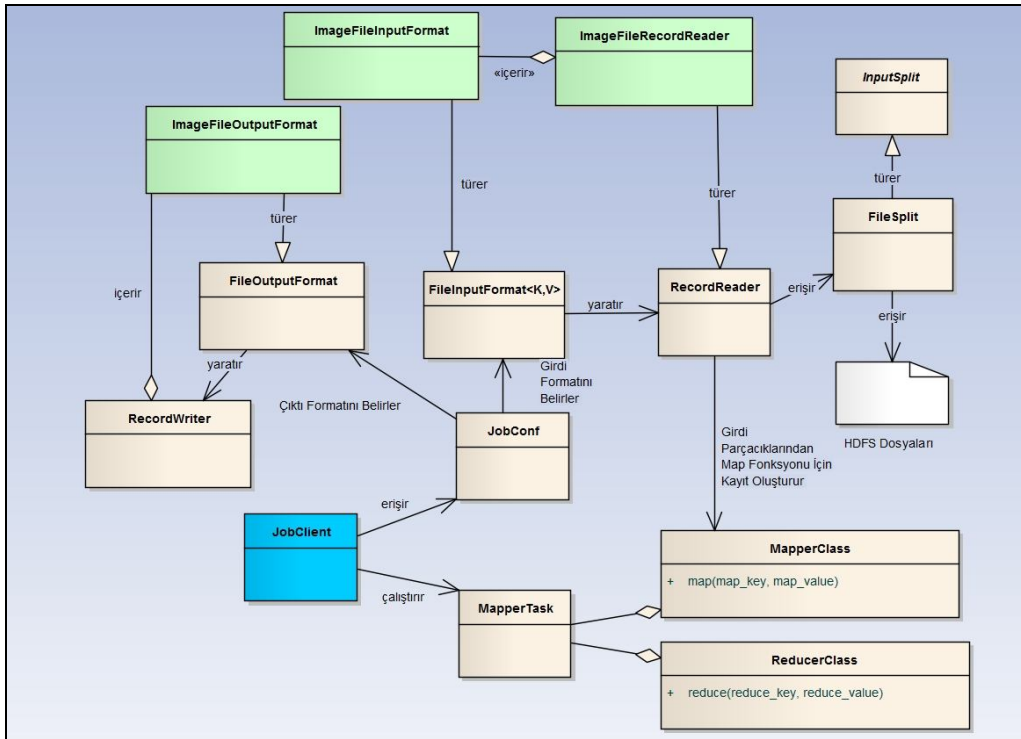 ImageFileInputFormat
ImageFileRecordReader
«içerir»
InputSplit
ImageFileOutputFormat
türer
türer
türer
türer
FileSplit
FileOutputFormat
FileInputFormat<K,V>
RecordReader
içerir
yaratır
erişir
erişir
yaratır
Girdi
Formatını
Belirler
Çıktı Formatını Belirler
RecordWriter
JobConf
Girdi
Parçacıklarından
Map Fonksyonu İçin
Kayıt Oluşturur
HDFS Dosyaları
erişir
JobClient
MapperClass
+ map(map_key, map_value)
çalıştırır
MapperTask
ReducerClass
+ reduce(reduce_key, reduce_value)